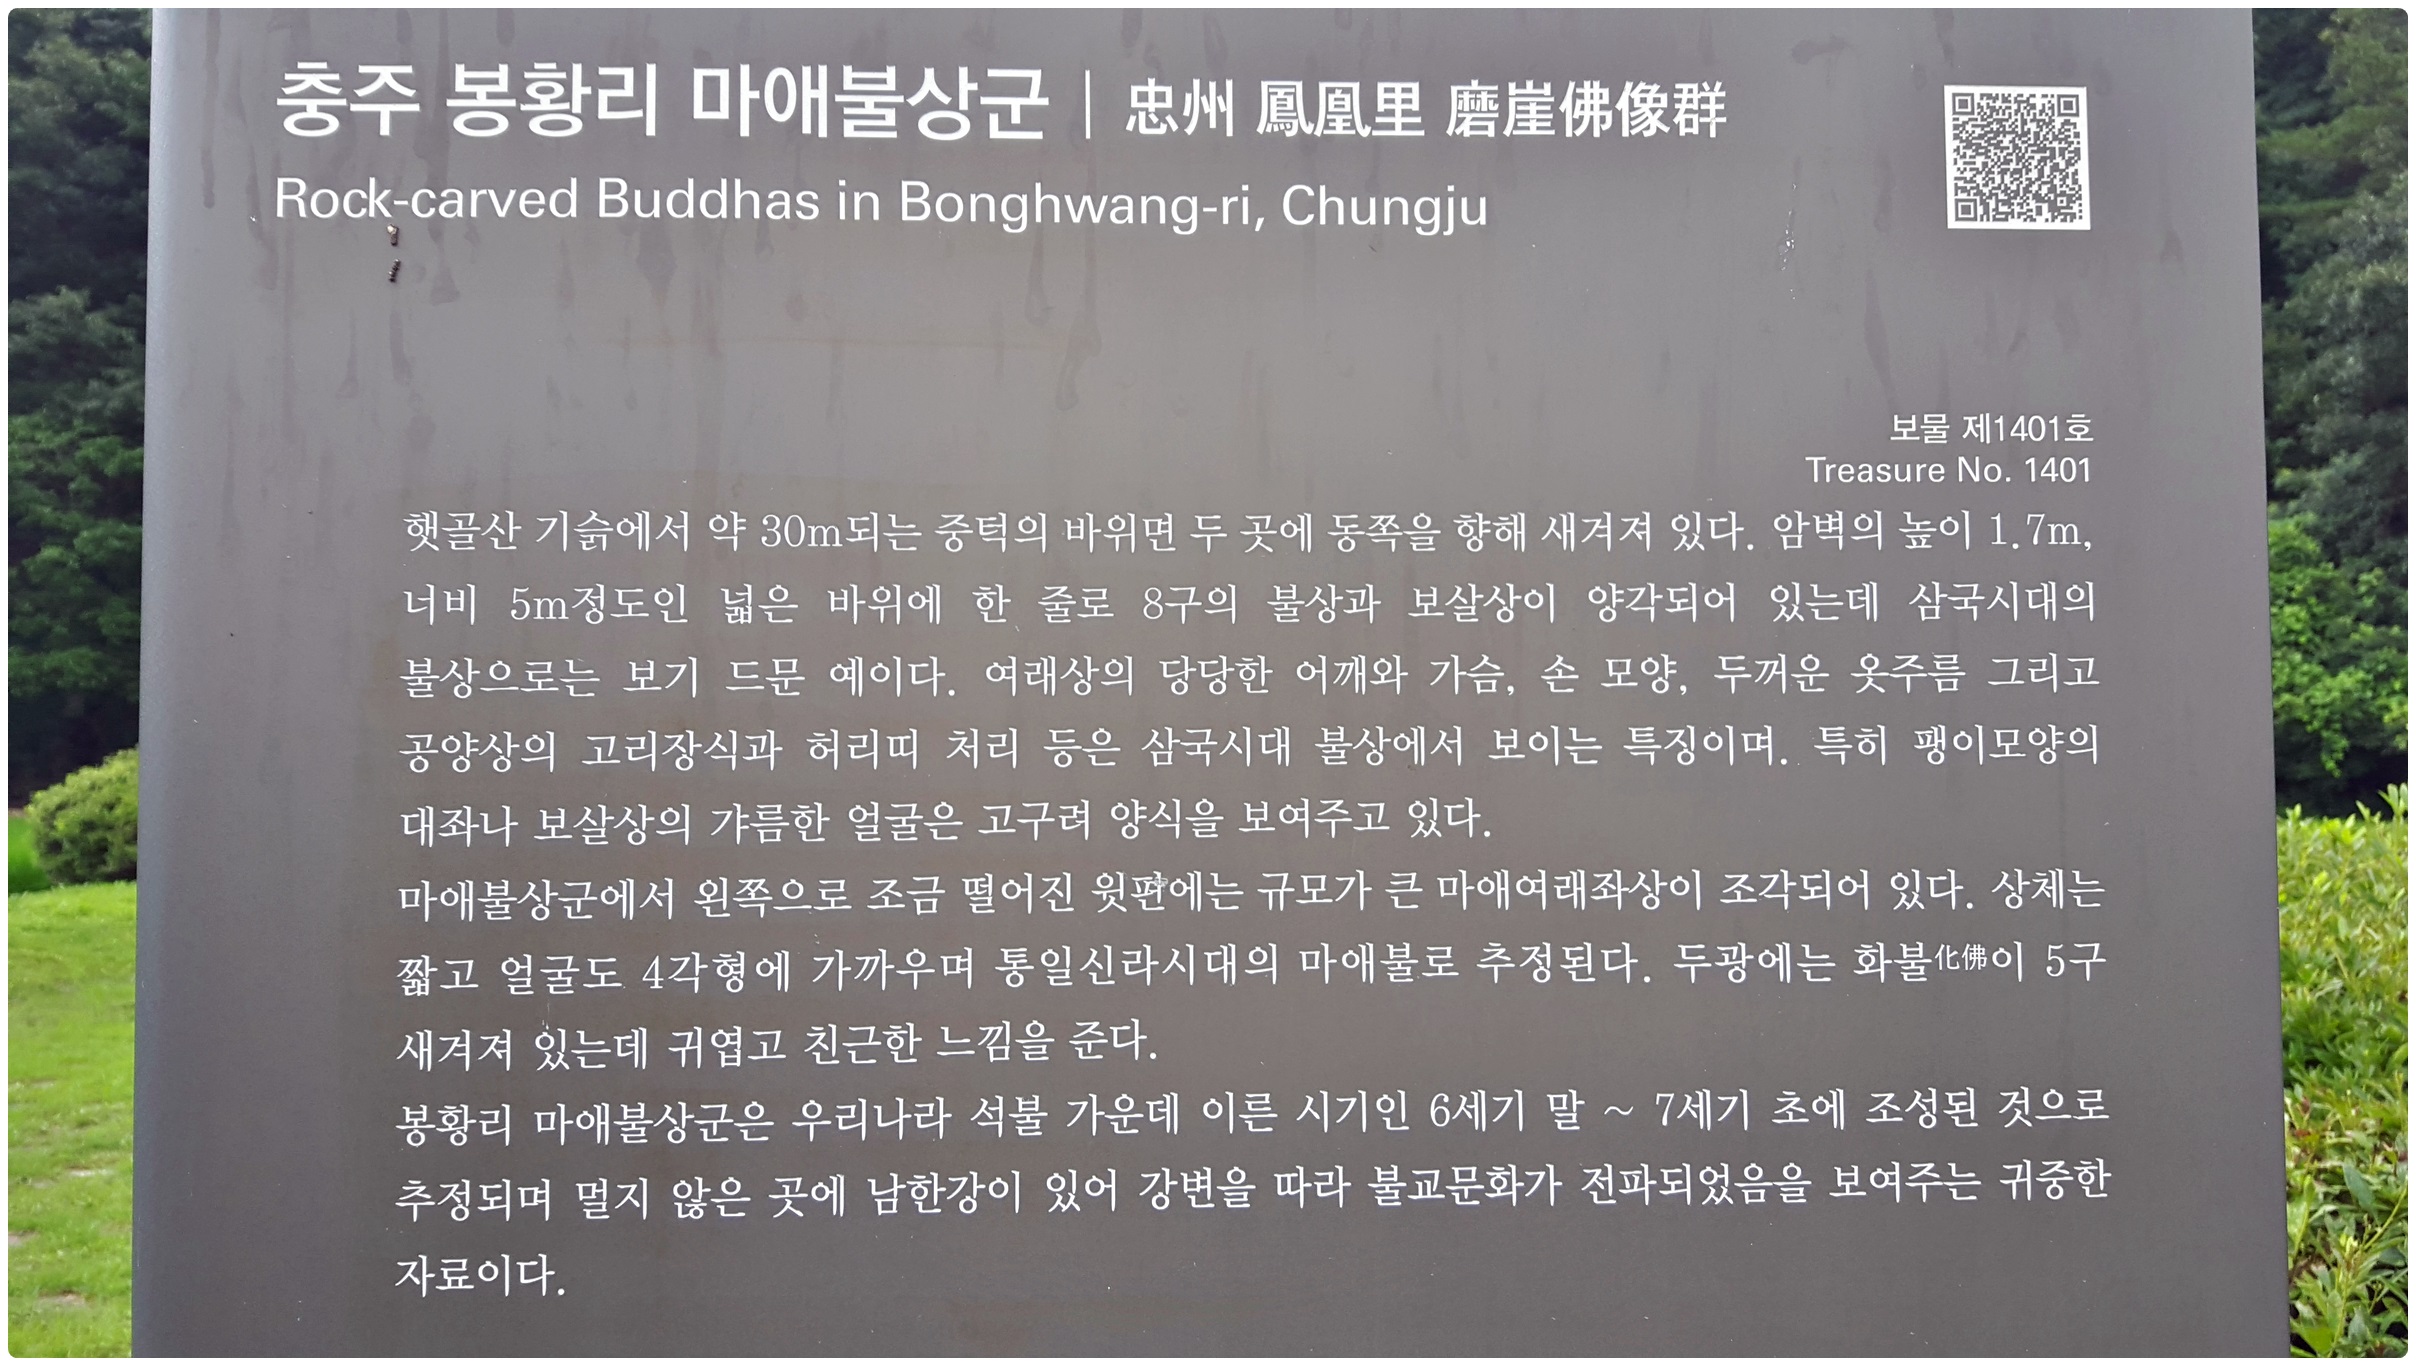 충주 봉황리 마애불상군 | 忠州 鳳凰里 磨崖佛像群
Rock-carved Buddhas in Bonghwang-ri, Chungju
보물 제1401호
Treasure No. 1401
햇골산 기슭에서 약 30m되는 중턱의 바위면 두 곳에 동쪽을 향해 새겨져 있다. 암벽의 높이 1.7m,
너비 5m정도인 넓은 바위에 한 줄로 8구의 불상과 보살상이 양각되어 있는데 삼국시대의
불상으로는 보기 드문 예이다. 여래상의 당당한 어깨와 가슴, 손 모양, 두꺼운 옷주름 그리고
공양상의 고리장식과 허리띠 처리 등은 삼국시대 불상에서 보이는 특징이며. 특히 팽이모양의
대좌나 보살상의 갸름한 얼굴은 고구려 양식을 보여주고 있다.
마애불상군에서 왼쪽으로 조금 떨어진 윗편에는 규모가 큰 마애여래좌상이 조각되어 있다. 상체는
짧고 얼굴도 4각형에 가까우며 통일신라시대의 마애불로 추정된다. 두광에는 화불化佛이 5구
새겨져 있는데 귀엽고 친근한 느낌을 준다.
봉황리 마애불상군은 우리나라 석불 가운데 이른 시기인 6세기 말 ~ 7세기 초에 조성된 것으로
추정되며 멀지 않은 곳에 남한강이 있어 강변을 따라 불교문화가 전파되었음을 보여주는 귀중한
자료이다.